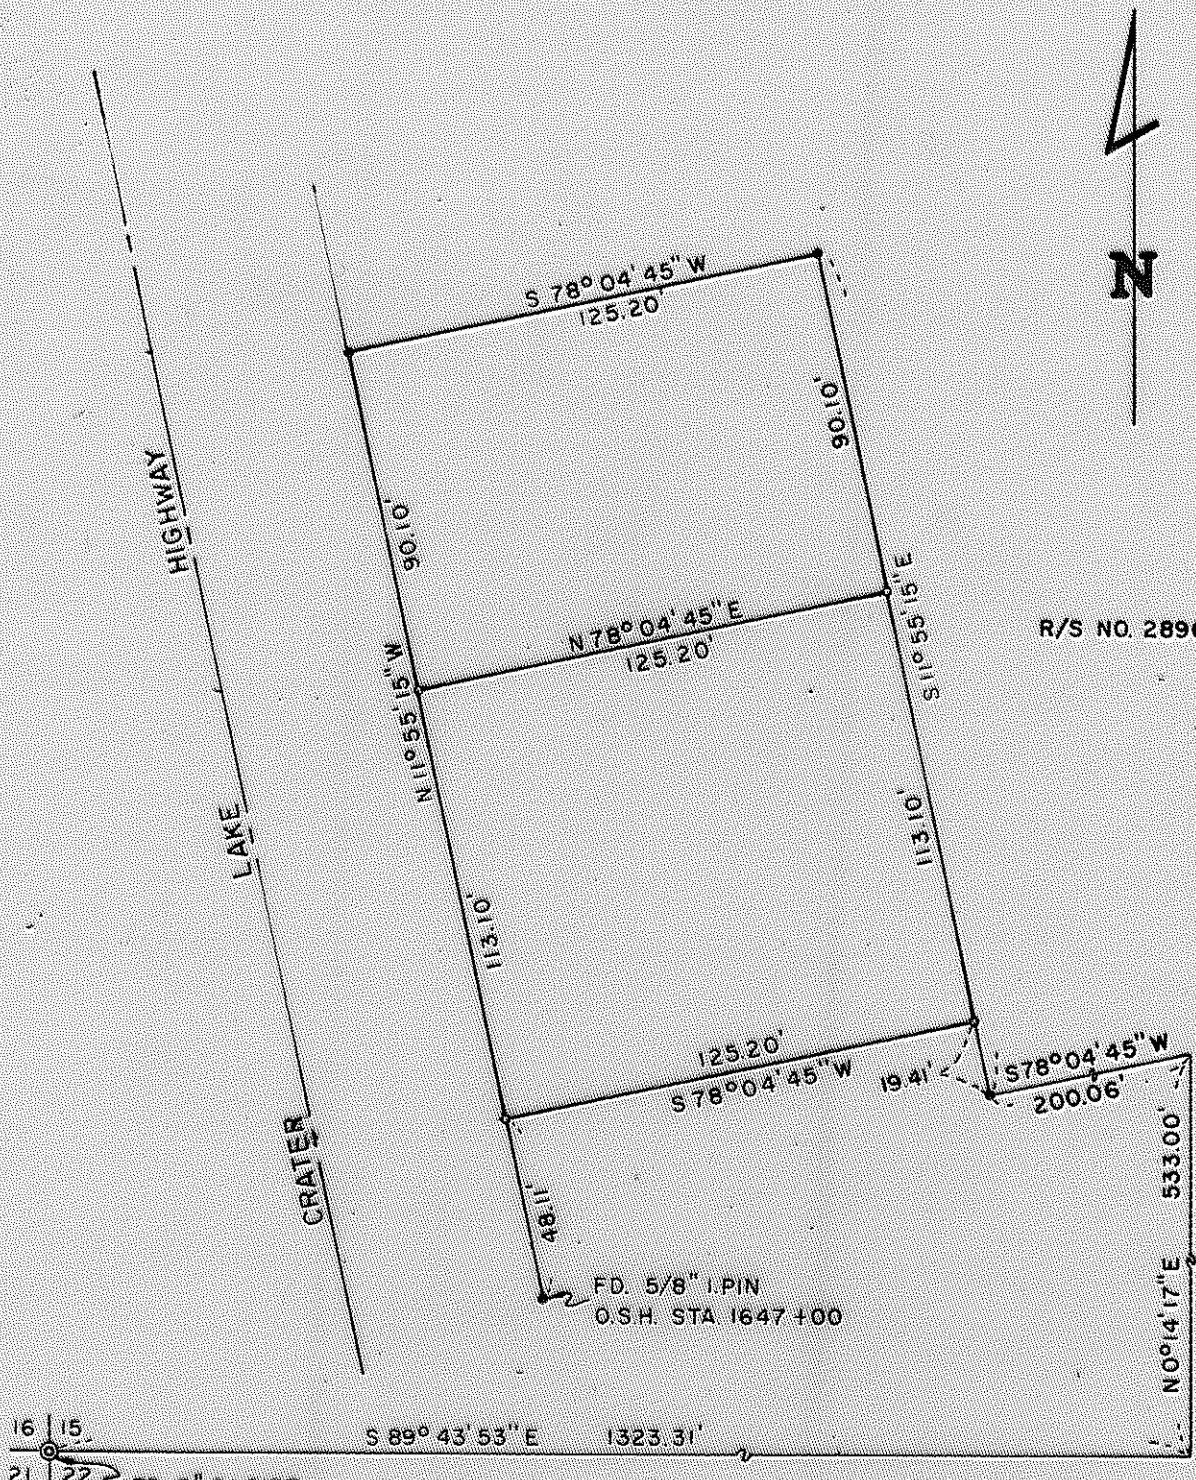 N
S 78° 04' 45" W
125.20'
90.10'
HIGHWAY
90.10'
N 78° 04' 45" E
125.20'
S 11° 55' 15" E
R/S NO. 289
N 11° 55' 15" W
LAKE
113.10'
113.10'
125.20'
S 78° 04' 45" W
19.41'
S 78° 04' 45" W
200.06'
CRATER
533.00'
48.11'
FD. 5/8" I.PIN
O.S.H. STA. 1647+00
N 0° 14' 17" E
16 15
S 89° 43' 53" E 1323.31'
21 22